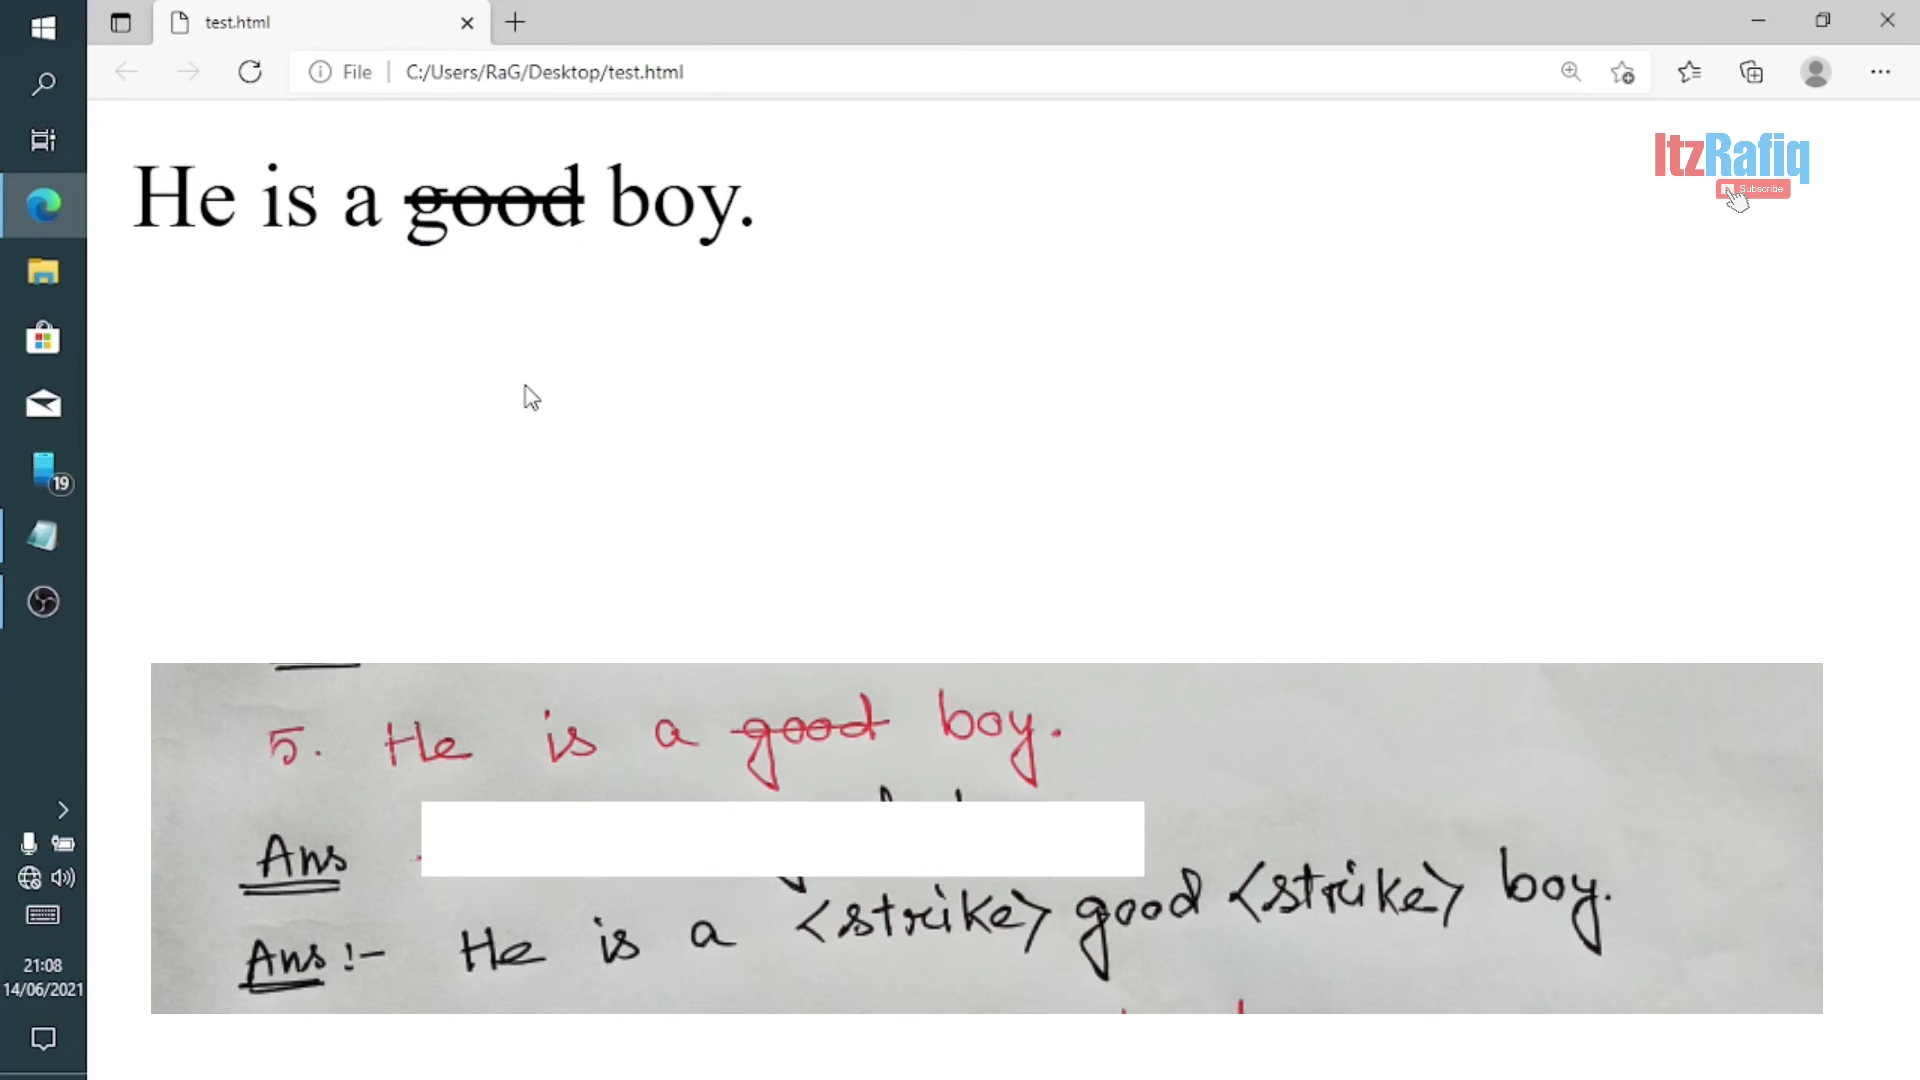 test.html
File
C:/Users/RaG/Desktop/test.html
ItzRafiq
Subscribe
He is a good boy.
19
5. He is a good boy.
Ans
Ans :- He is a <strike> good <strike> boy.
21:08
14/06/2021